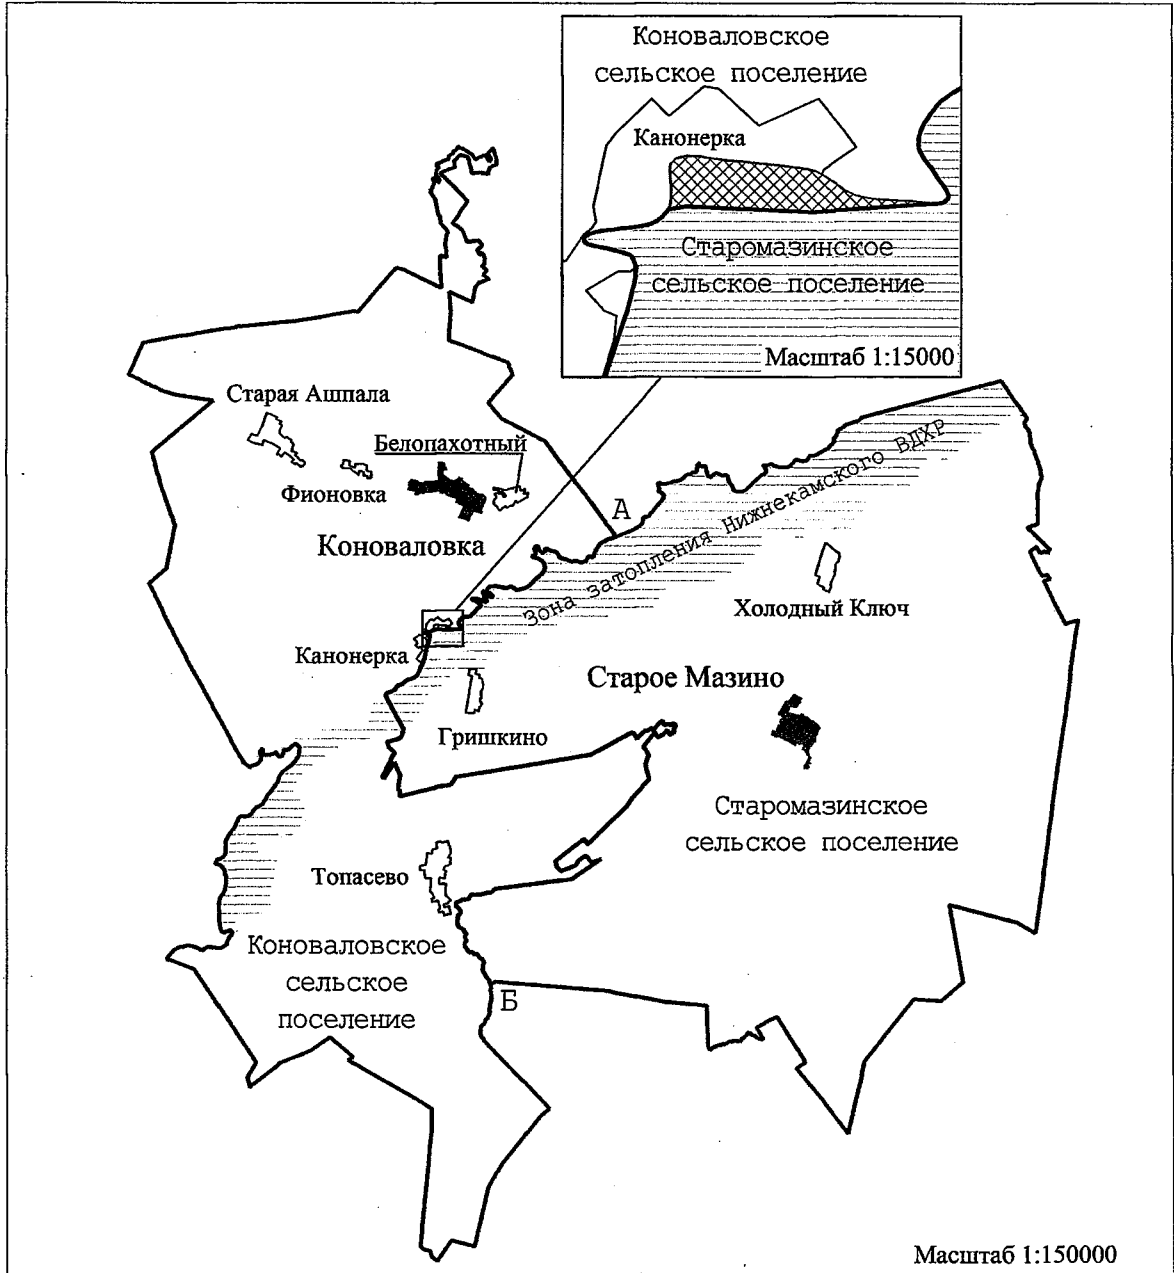 Коноваловское
сельское поселение
Канонерка
Старомазинское
сельское поселение
Масштаб 1:15000
Старая Ашпала
Белопахотный
Фионовка
Коноваловка
А
Зона затопления Нижнекамского ВДХР
Холодный Ключ
Канонерка
Старое Мазино
Гришкино
Старомазинское
сельское поселение
Топасево
Коноваловское
сельское
поселение
Б
Масштаб 1:150000